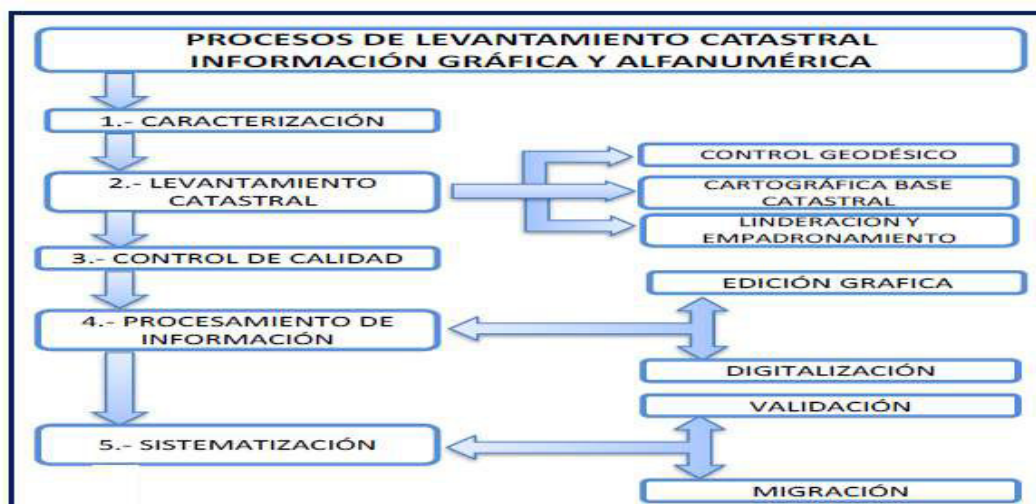 PROCESOS DE LEVANTAMIENTO CATASTRAL
INFORMACIÓN GRÁFICA Y ALFANUMÉRICA
1.- CARACTERIZACIÓN
2.- LEVANTAMIENTO
CATASTRAL
CONTROL GEODÉSICO
CARTOGRÁFICA BASE
CATASTRAL
LINDERACION Y
EMPADRONAMIENTO
3.- CONTROL DE CALIDAD
4.- PROCESAMIENTO DE
INFORMACIÓN
EDICIÓN GRAFICA
DIGITALIZACIÓN
5.- SISTEMATIZACIÓN
VALIDACIÓN
MIGRACIÓN